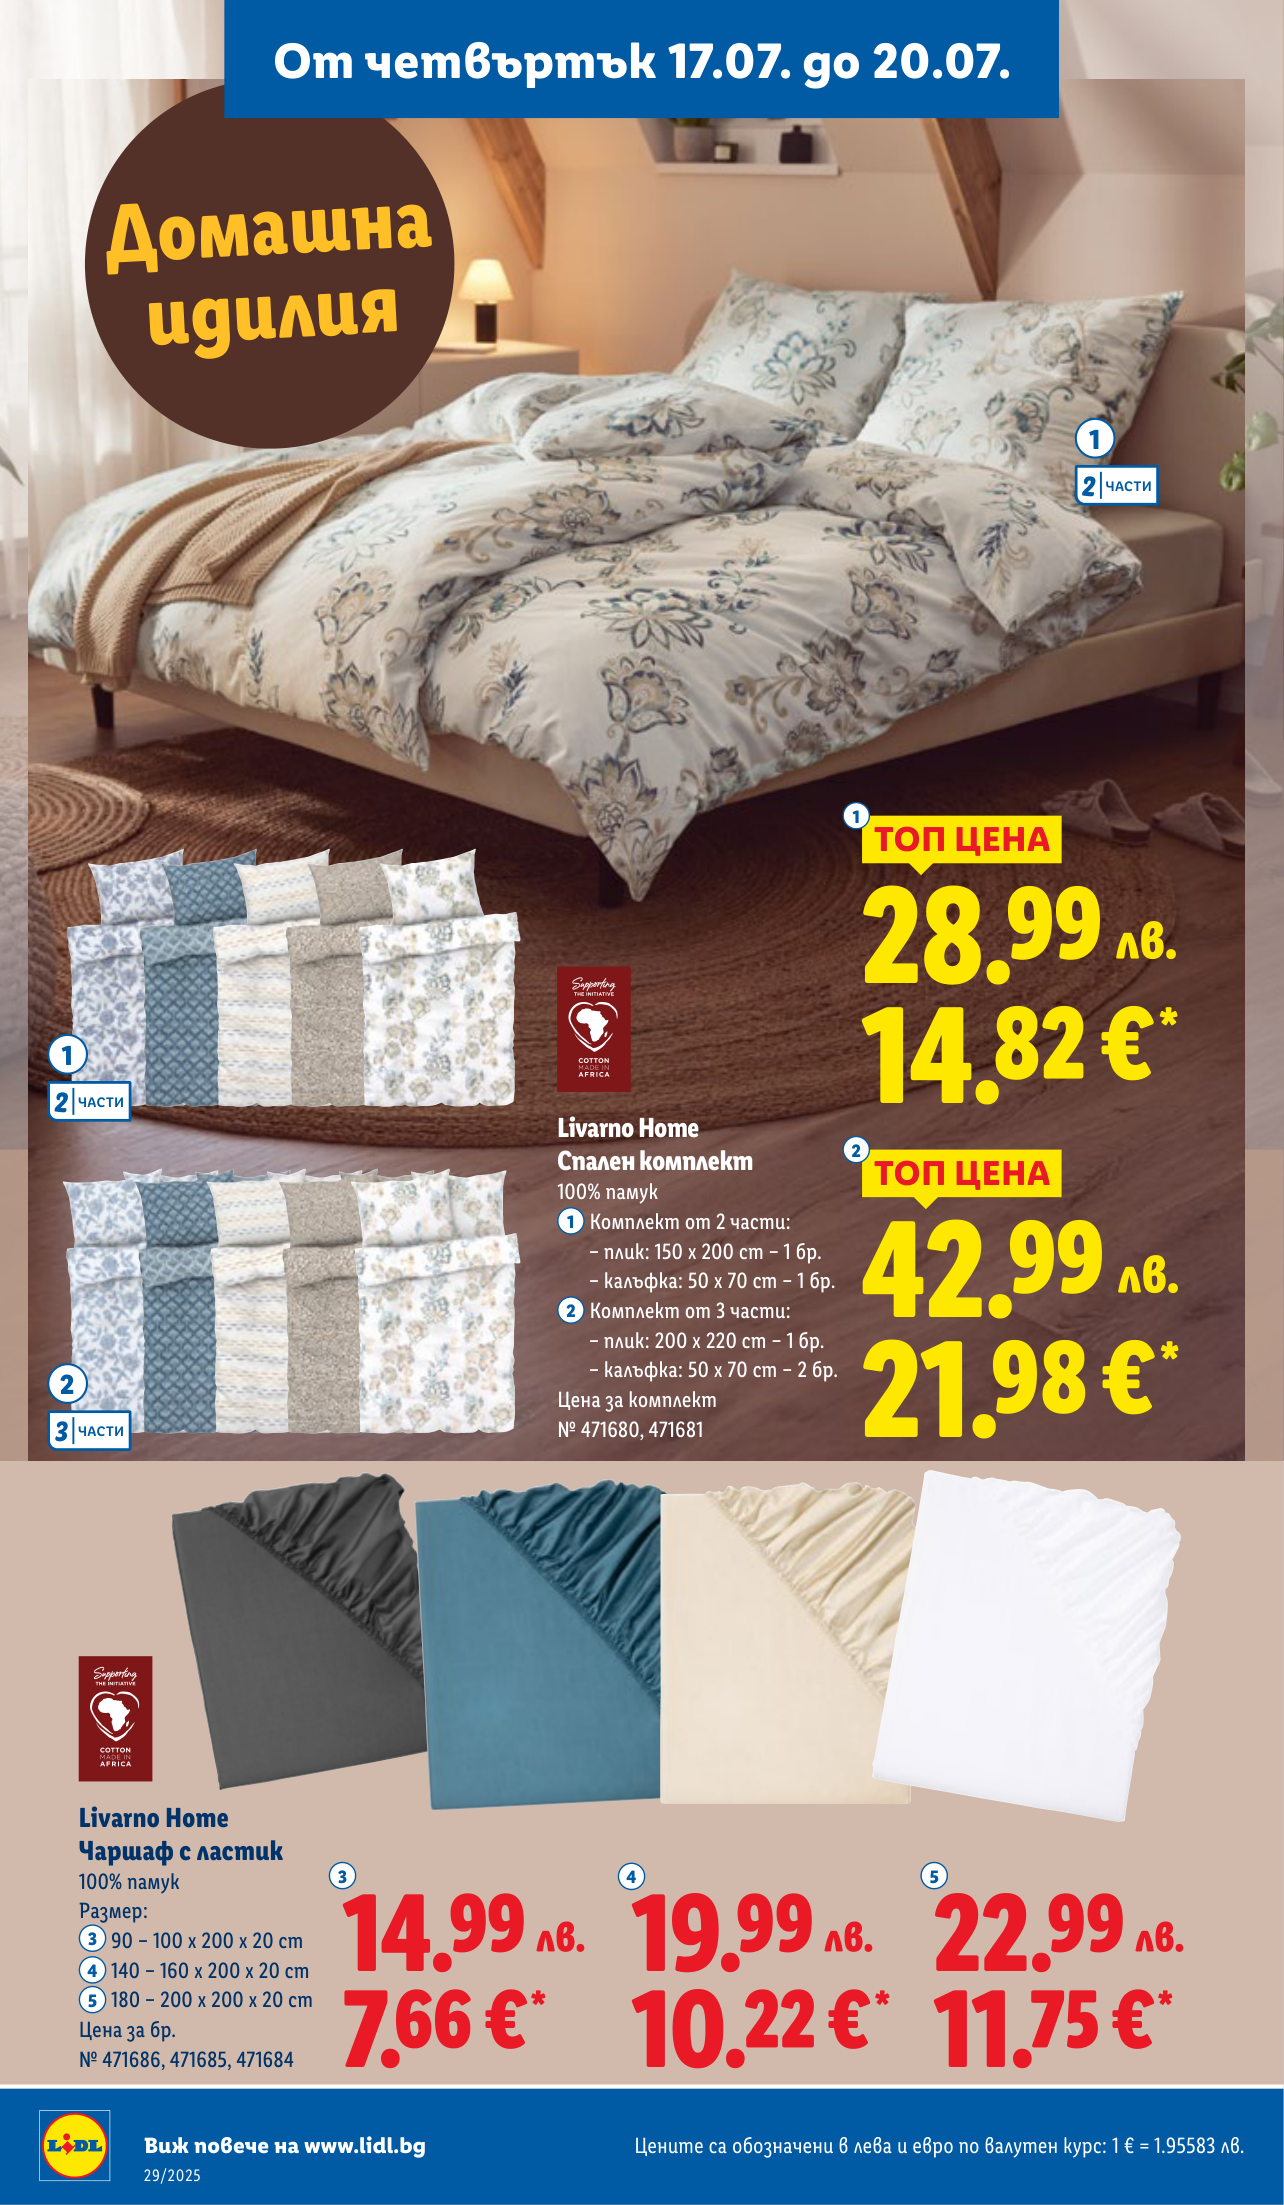 От четвъртък 17.07. до 20.07.
Домашна
идилия
1
2 ЧАСТИ
1
ТОП ЦЕНА
28.99 лв.
14.82 €*
Supporting
THE INITIATIVE
COTTON
MADE IN
AFRICA
1
2 ЧАСТИ
Livarno Home
Спален комплект
100% памук
1 Комплект от 2 части:
– плик: 150 x 200 cm – 1 бр.
– калъфка: 50 x 70 cm – 1 бр.
2 Комплект от 3 части:
– плик: 200 x 220 cm – 1 бр.
– калъфка: 50 x 70 cm – 2 бр.
Цена за комплект
№ 471680, 471681
2
ТОП ЦЕНА
42.99 лв.
21.98 €*
2
3 ЧАСТИ
Supporting
THE INITIATIVE
COTTON
MADE IN
AFRICA
Livarno Home
Чаршаф с ластик
100% памук
Размер:
3 90 – 100 x 200 x 20 cm
4 140 – 160 x 200 x 20 cm
5 180 – 200 x 200 x 20 cm
Цена за бр.
№ 471686, 471685, 471684
3
14.99 лв.
7.66 €*
4
19.99 лв.
10.22 €*
5
22.99 лв.
11.75 €*
LIDL
Виж повече на www.lidl.bg
29/2025
Цените са обозначени в лева и евро по валутен курс: 1 € = 1.95583 лв.